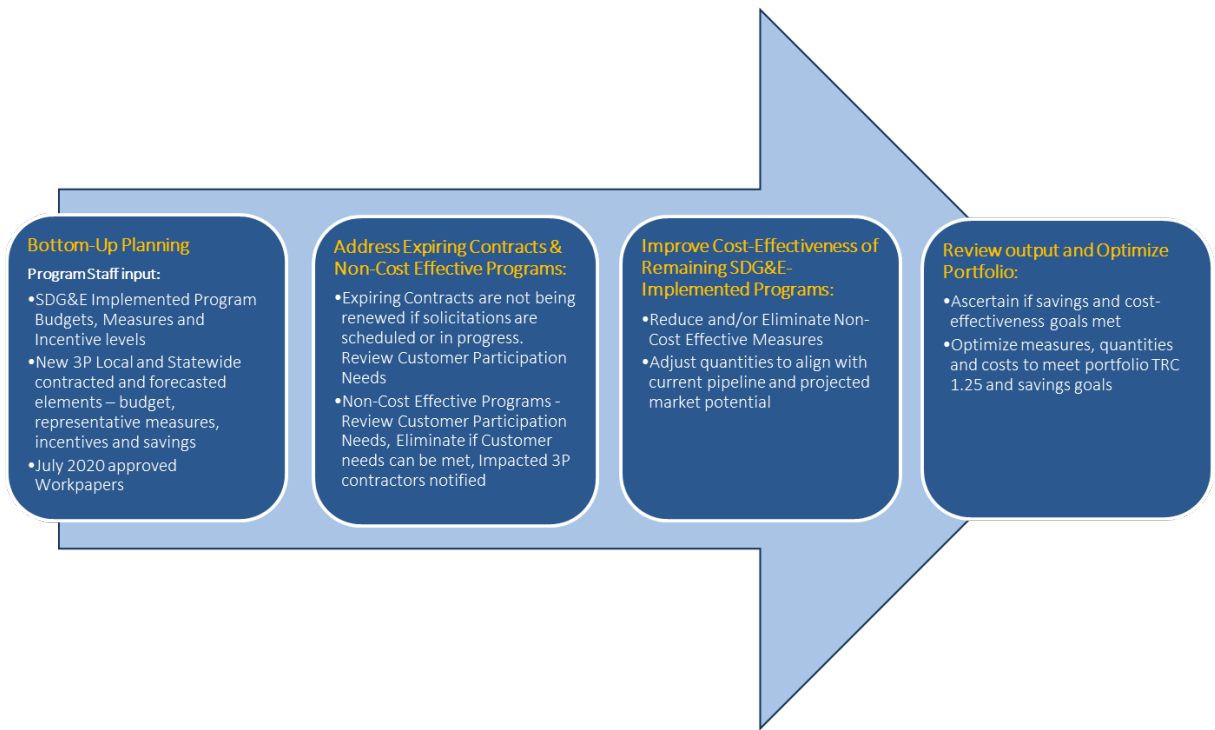 Bottom-Up Planning
Program Staff input:
•SDG&E Implemented Program
Budgets, Measures and
Incentive levels
•New 3P Local and Statewide
contracted and forecasted
elements – budget,
representative measures,
incentives and savings
•July 2020 approved
Workpapers
Address Expiring Contracts &
Non-Cost Effective Programs:
•Expiring Contracts are not being
renewed if solicitations are
scheduled or in progress.
Review Customer Participation
Needs
•Non-Cost Effective Programs -
Review Customer Participation
Needs, Eliminate if Customer
needs can be met, Impacted 3P
contractors notified
Improve Cost-Effectiveness of
Remaining SDG&E-
Implemented Programs:
•Reduce and/or Eliminate Non-
Cost Effective Measures
•Adjust quantities to align with
current pipeline and projected
market potential
Review output and Optimize
Portfolio:
•Ascertain if savings and cost-
effectiveness goals met
•Optimize measures, quantities
and costs to meet portfolio TRC
1.25 and savings goals